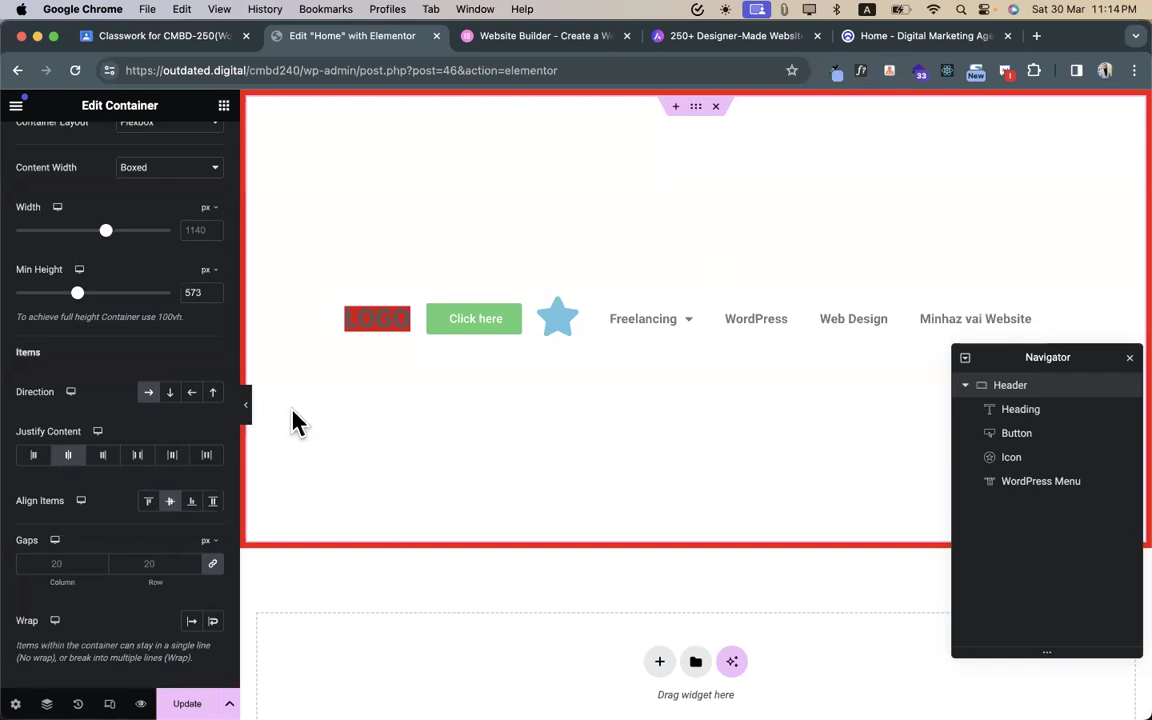 Google Chrome File Edit View History Bookmarks Profiles Tab Window Help A Sat 30 Mar 11:14PM
Classwork for CMBD-250(Wo × Edit "Home" with Elementor × Website Builder - Create a We × 250+ Designer-Made Website × Home - Digital Marketing Age × +
https://outdated.digital/cmbd240/wp-admin/post.php?post=46&action=elementor f? 33 New
Edit Container
Container Layout Flexbox
Content Width Boxed
Width px
1140
Min Height px
573
To achieve full height Container use 100vh.
Items
Direction
Justify Content
Align Items
Gaps px
20 20
Column Row
Wrap
Items within the container can stay in a single line
(No wrap), or break into multiple lines (Wrap).
Update
LOGO Click here Freelancing WordPress Web Design Minhaz vai Website
Navigator
Header
Heading
Button
Icon
WordPress Menu
Drag widget here